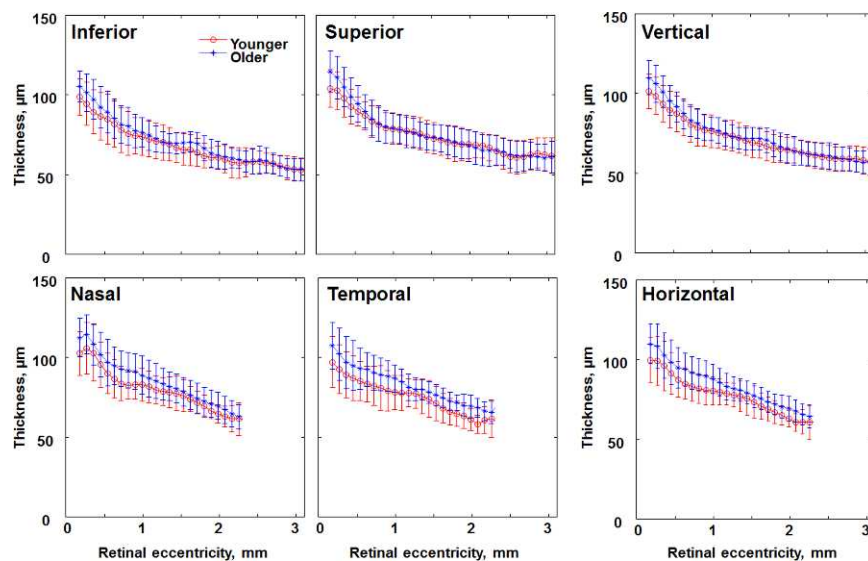 150
Inferior
Younger
Older
Superior
150
Vertical
Thickness, µm
100
50
0
Thickness, µm
100
50
0
150
Nasal
Temporal
150
Horizontal
Thickness, µm
100
50
0
Thickness, µm
100
50
0
0 1 2 3
0 1 2 3
0 1 2 3
Retinal eccentricity, mm
Retinal eccentricity, mm
Retinal eccentricity, mm